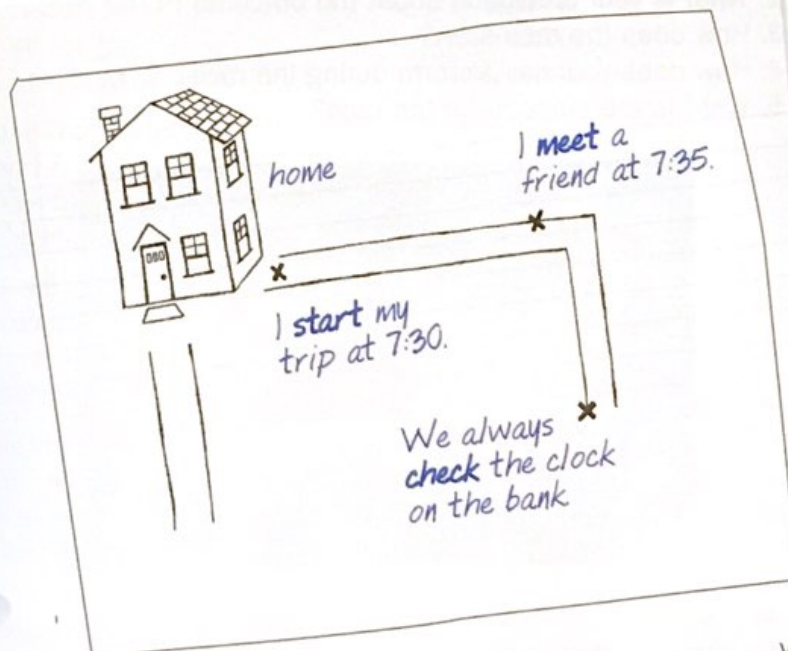 home
I meet a
friend at 7:35.
I start my
trip at 7:30.
We always
check the clock
on the bank